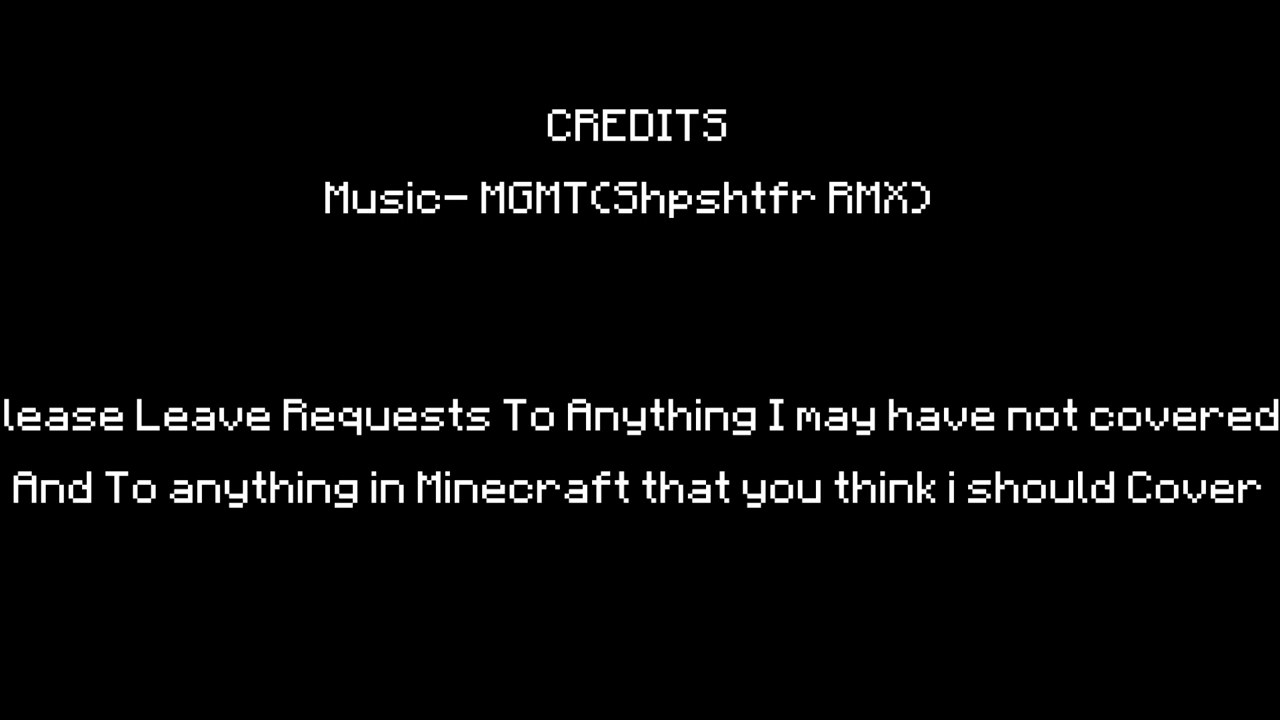 CREDITS
Music- MGMT(Shpshtfr RMX)
lease Leave Requests To Anything I may have not covered
And To anything in Minecraft that you think i should Cover